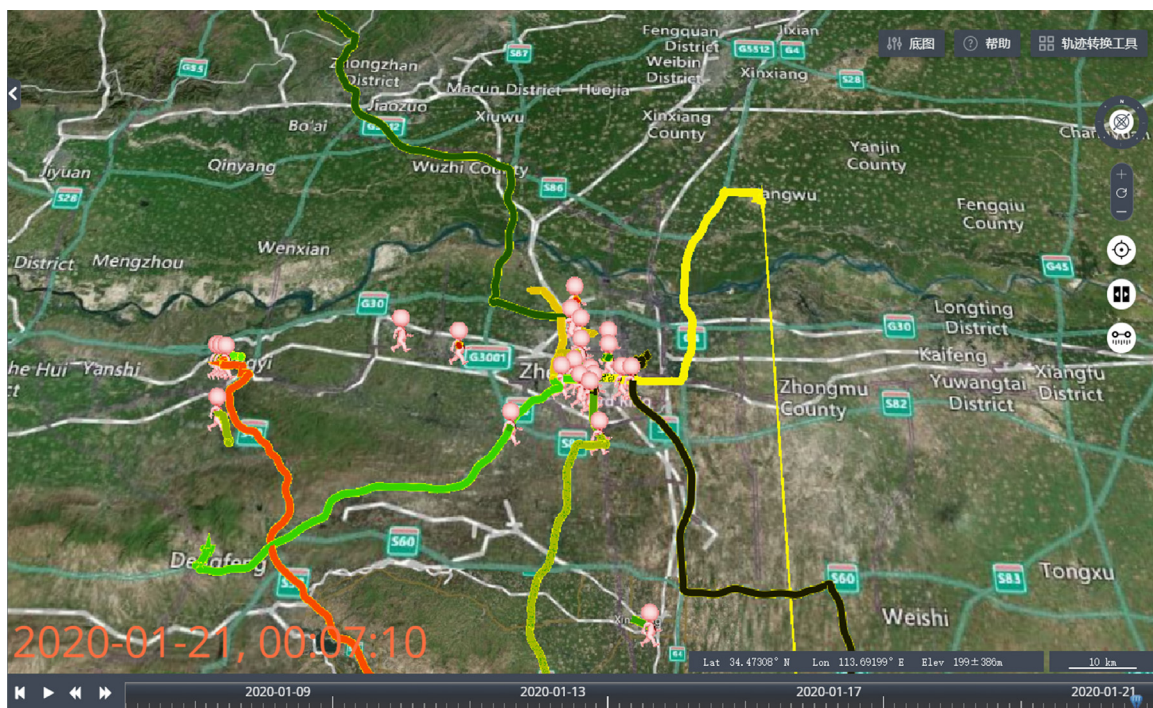 Fengquan
District
Weibin
District
Jixian
G5512
G4
Xinxiang
S28
底图
帮助
轨迹转换工具
S87
Zhongzhan
District
Macun District
Huojia
Jiaozuo
Xiuwu
Xinxiang
County
Bo'ai
Qinyang
Wuzhi County
Yanjin
County
Jiyuan
S28
S86
Fengqiu
County
Wenxian
District
Mengzhou
G45
G30
Longting
District
G30
G3001
Kaifeng
Xiangfu
District
Yanshi
Zhongmu
County
Yuwangtai
District
S82
S60
Dengfeng
S60
S83
Tongxu
Weishi
2020-01-21, 00:07:10
Lat 34.47308° N Lon 113.69199° E Elev 199±386m
10 km
2020-01-09
2020-01-13
2020-01-17
2020-01-21